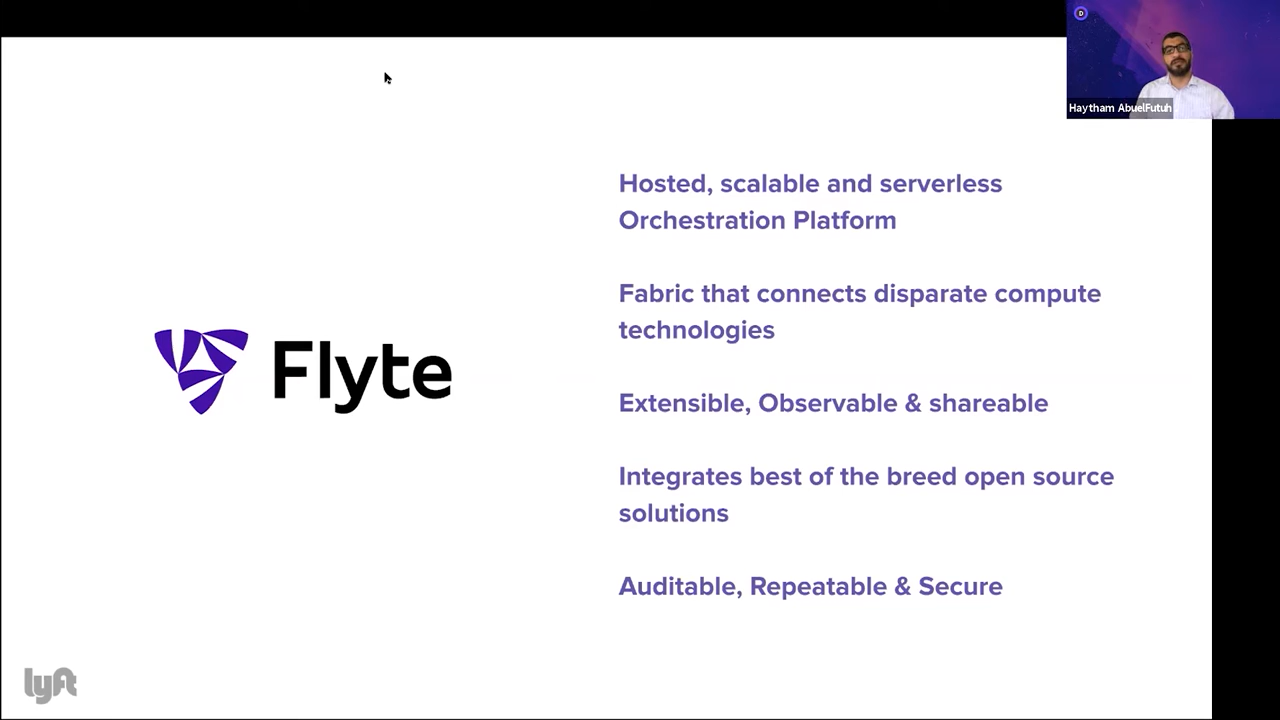 D
Haytham AbuelFutuh
Hosted, scalable and serverless
Orchestration Platform
Fabric that connects disparate compute
technologies
Flyte
Extensible, Observable & shareable
Integrates best of the breed open source
solutions
Auditable, Repeatable & Secure
lyft